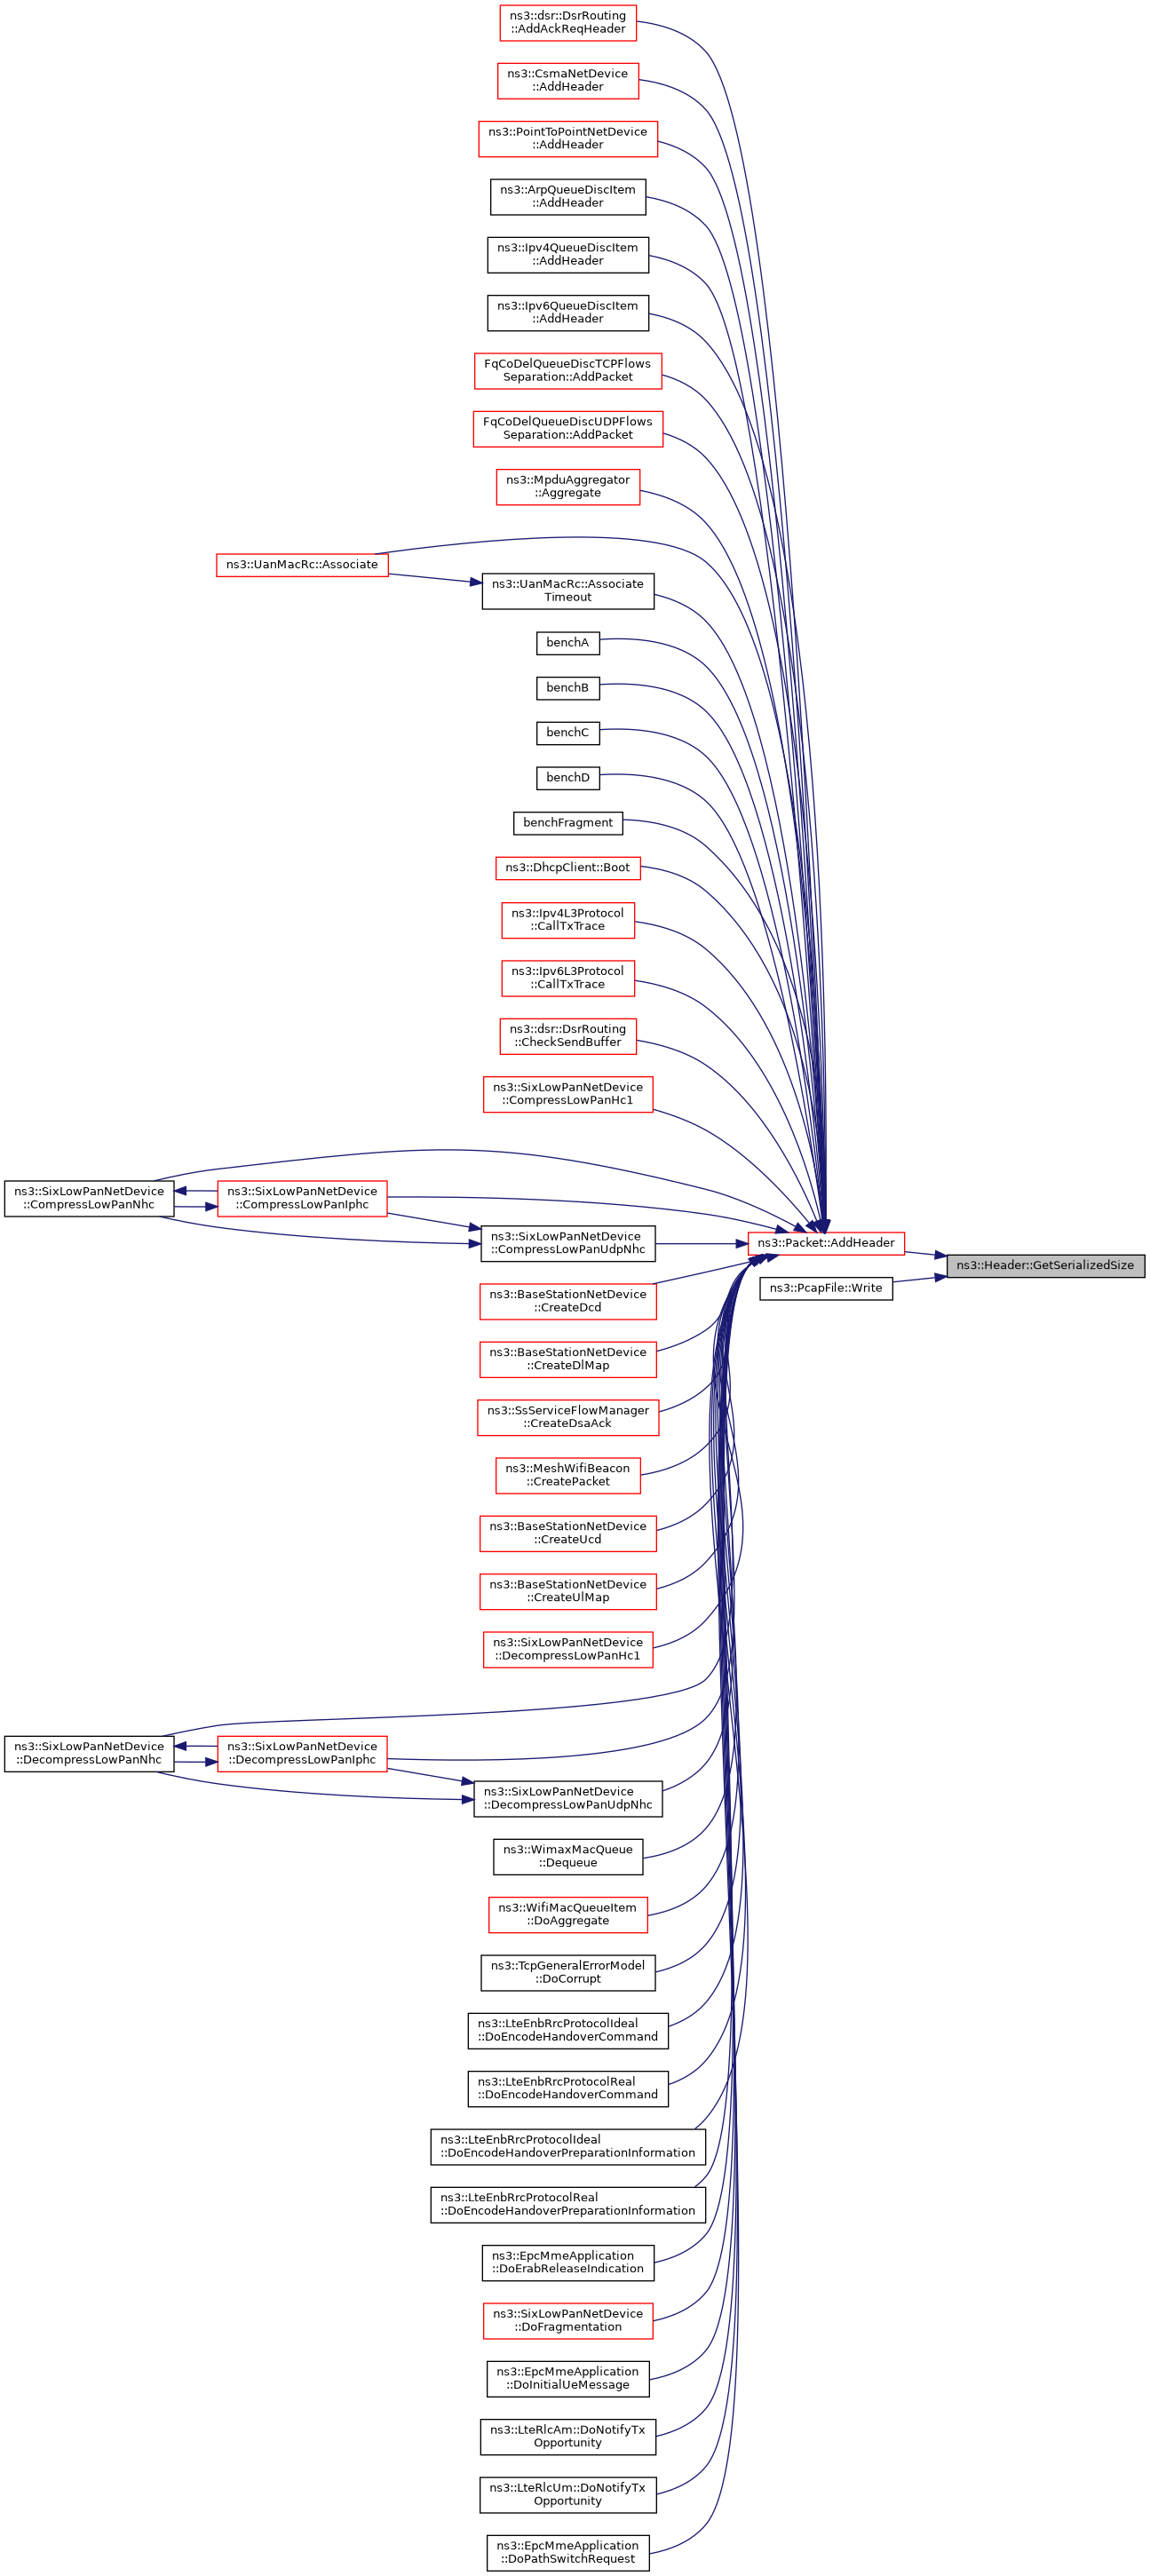 ns3::dsr::DsrRouting
::AddAckReqHeader
ns3::CsmaNetDevice
::AddHeader
ns3::PointToPointNetDevice
::AddHeader
ns3::ArpQueueDiscItem
::AddHeader
ns3::Ipv4QueueDiscItem
::AddHeader
ns3::Ipv6QueueDiscItem
::AddHeader
FqCoDelQueueDiscTCPFlows
Separation::AddPacket
FqCoDelQueueDiscUDPFlows
Separation::AddPacket
ns3::MpduAggregator
::Aggregate
ns3::UanMacRc::Associate
ns3::UanMacRc::Associate
Timeout
benchA
benchB
benchC
benchD
benchFragment
ns3::DhcpClient::Boot
ns3::Ipv4L3Protocol
::CallTxTrace
ns3::Ipv6L3Protocol
::CallTxTrace
ns3::dsr::DsrRouting
::CheckSendBuffer
ns3::SixLowPanNetDevice
::CompressLowPanHc1
ns3::SixLowPanNetDevice
::CompressLowPanNhc
ns3::SixLowPanNetDevice
::CompressLowPanIphc
ns3::SixLowPanNetDevice
::CompressLowPanUdpNhc
ns3::Packet::AddHeader
ns3::Header::GetSerializedSize
ns3::PcapFile::Write
ns3::BaseStationNetDevice
::CreateDcd
ns3::BaseStationNetDevice
::CreateDlMap
ns3::SsServiceFlowManager
::CreateDsaAck
ns3::MeshWifiBeacon
::CreatePacket
ns3::BaseStationNetDevice
::CreateUcd
ns3::BaseStationNetDevice
::CreateUlMap
ns3::SixLowPanNetDevice
::DecompressLowPanHc1
ns3::SixLowPanNetDevice
::DecompressLowPanNhc
ns3::SixLowPanNetDevice
::DecompressLowPanIphc
ns3::SixLowPanNetDevice
::DecompressLowPanUdpNhc
ns3::WimaxMacQueue
::Dequeue
ns3::WifiMacQueueItem
::DoAggregate
ns3::TcpGeneralErrorModel
::DoCorrupt
ns3::LteEnbRrcProtocolIdeal
::DoEncodeHandoverCommand
ns3::LteEnbRrcProtocolReal
::DoEncodeHandoverCommand
ns3::LteEnbRrcProtocolIdeal
::DoEncodeHandoverPreparationInformation
ns3::LteEnbRrcProtocolReal
::DoEncodeHandoverPreparationInformation
ns3::EpcMmeApplication
::DoErabReleaseIndication
ns3::SixLowPanNetDevice
::DoFragmentation
ns3::EpcMmeApplication
::DoInitialUeMessage
ns3::LteRlcAm::DoNotifyTx
Opportunity
ns3::LteRlcUm::DoNotifyTx
Opportunity
ns3::EpcMmeApplication
::DoPathSwitchRequest